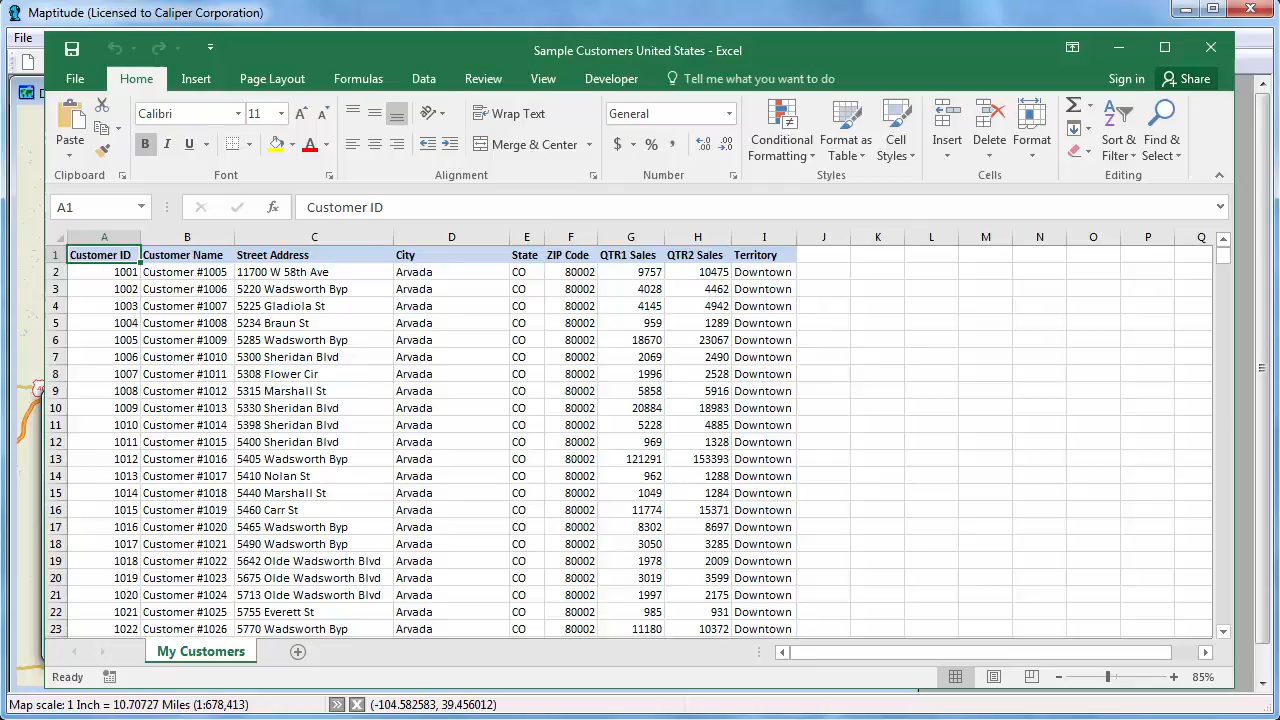 Maptitude (Licensed to Caliper Corporation)
File
Sample Customers United States - Excel
File Home Insert Page Layout Formulas Data Review View Developer Tell me what you want to do Sign in Share
Paste
Calibri 11
B I U
Wrap Text
Merge & Center
General
$ % ,
Conditional Formatting
Format as Table
Cell Styles
Insert
Delete
Format
Sort & Filter
Find & Select
Clipboard Font Alignment Number Styles Cells Editing
A1 fx Customer ID
A B C D E F G H I J K L M N O P Q
1 Customer ID Customer Name Street Address City State ZIP Code QTR1 Sales QTR2 Sales Territory
2 1001 Customer #1005 11700 W 58th Ave Arvada CO 80002 9757 10475 Downtown
3 1002 Customer #1006 5220 Wadsworth Byp Arvada CO 80002 4028 4462 Downtown
4 1003 Customer #1007 5225 Gladiola St Arvada CO 80002 4145 4942 Downtown
5 1004 Customer #1008 5234 Braun St Arvada CO 80002 959 1289 Downtown
6 1005 Customer #1009 5285 Wadsworth Byp Arvada CO 80002 18670 23067 Downtown
7 1006 Customer #1010 5300 Sheridan Blvd Arvada CO 80002 2069 2490 Downtown
8 1007 Customer #1011 5308 Flower Cir Arvada CO 80002 1996 2528 Downtown
9 1008 Customer #1012 5315 Marshall St Arvada CO 80002 5858 5916 Downtown
10 1009 Customer #1013 5330 Sheridan Blvd Arvada CO 80002 20884 18983 Downtown
11 1010 Customer #1014 5398 Sheridan Blvd Arvada CO 80002 5228 4885 Downtown
12 1011 Customer #1015 5400 Sheridan Blvd Arvada CO 80002 969 1328 Downtown
13 1012 Customer #1016 5405 Wadsworth Byp Arvada CO 80002 121291 153393 Downtown
14 1013 Customer #1017 5410 Nolan St Arvada CO 80002 962 1288 Downtown
15 1014 Customer #1018 5440 Marshall St Arvada CO 80002 1049 1284 Downtown
16 1015 Customer #1019 5460 Carr St Arvada CO 80002 11774 15371 Downtown
17 1016 Customer #1020 5465 Wadsworth Byp Arvada CO 80002 8302 8697 Downtown
18 1017 Customer #1021 5490 Wadsworth Byp Arvada CO 80002 3050 3285 Downtown
19 1018 Customer #1022 5642 Olde Wadsworth Blvd Arvada CO 80002 1978 2009 Downtown
20 1019 Customer #1023 5675 Olde Wadsworth Blvd Arvada CO 80002 3019 3599 Downtown
21 1020 Customer #1024 5713 Olde Wadsworth Blvd Arvada CO 80002 1997 2175 Downtown
22 1021 Customer #1025 5755 Everett St Arvada CO 80002 985 931 Downtown
23 1022 Customer #1026 5770 Wadsworth Byp Arvada CO 80002 11180 10372 Downtown
My Customers
Ready 85%
Map scale: 1 Inch = 10.70727 Miles (1:678,413) (-104.582583, 39.456012)